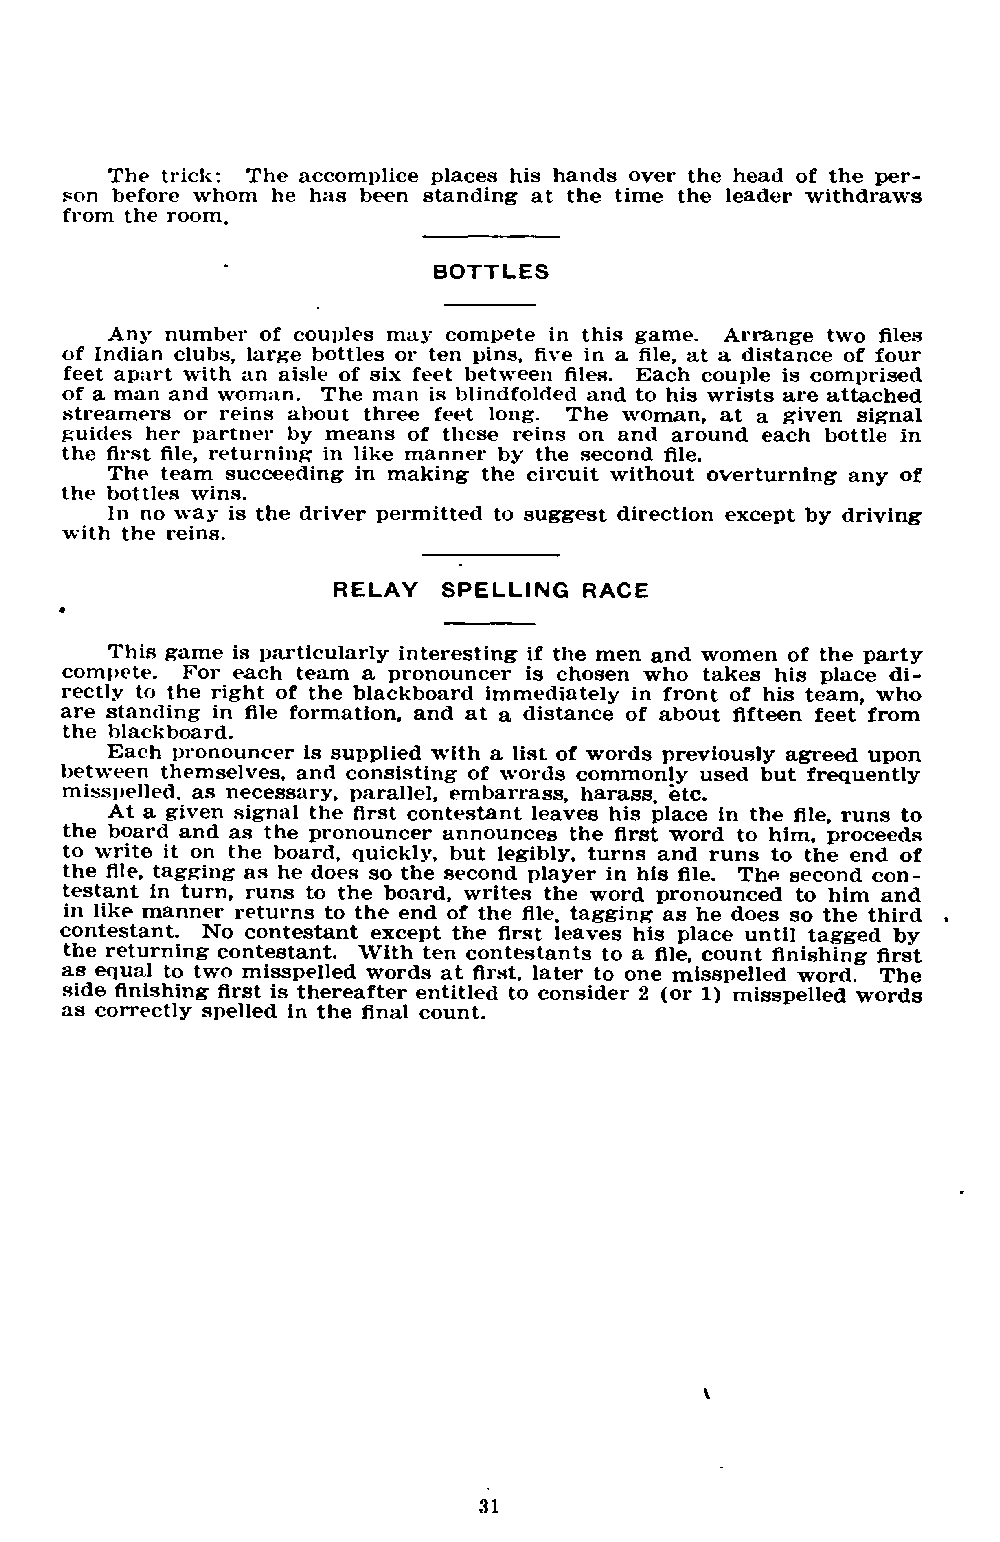 The trick: The accomplice places his hands over the head of the per-
son before whom he has been standing at the time the leader withdraws
from the room.
BOTTLES
Any number of couples may compete in this game. Arrange two files
of Indian clubs, large bottles or ten pins, five in a file, at a distance of four
feet apart with an aisle of six feet between files. Each couple is comprised
of a man and woman. The man is blindfolded and to his wrists are attached
streamers or reins about three feet long. The woman, at a given signal
guides her partner by means of these reins on and around each bottle in
the first file, returning in like manner by the second file.
The team succeeding in making the circuit without overturning any of
the bottles wins.
In no way is the driver permitted to suggest direction except by driving
with the reins.
RELAY SPELLING RACE
This game is particularly interesting if the men and women of the party
compete. For each team a pronouncer is chosen who takes his place di-
rectly to the right of the blackboard immediately in front of his team, who
are standing in file formation, and at a distance of about fifteen feet from
the blackboard.
Each pronouncer is supplied with a list of words previously agreed upon
between themselves, and consisting of words commonly used but frequently
misspelled, as necessary, parallel, embarrass, harass, etc.
At a given signal the first contestant leaves his place in the file, runs to
the board and as the pronouncer announces the first word to him, proceeds
to write it on the board, quickly, but legibly, turns and runs to the end of
the file, tagging as he does so the second player in his file. The second con-
testant in turn, runs to the board, writes the word pronounced to him and
in like manner returns to the end of the file, tagging as he does so the third
contestant. No contestant except the first leaves his place until tagged by
the returning contestant. With ten contestants to a file, count finishing first
as equal to two misspelled words at first, later to one misspelled word. The
side finishing first is thereafter entitled to consider 2 (or 1) misspelled words
as correctly spelled in the final count.
31